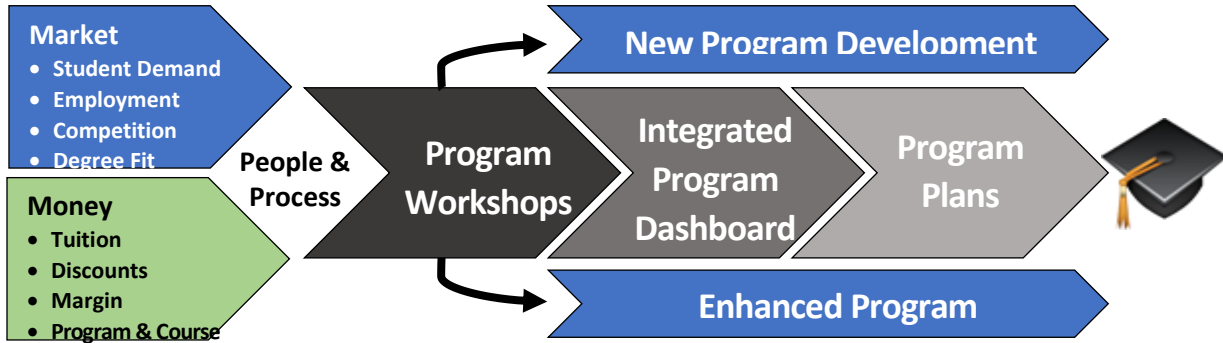 Market
• Student Demand
• Employment
• Competition
• Degree Fit
Money
• Tuition
• Discounts
• Margin
• Program & Course
People &
Process
Program
Workshops
New Program Development
Integrated
Program
Dashboard
Program
Plans
Enhanced Program